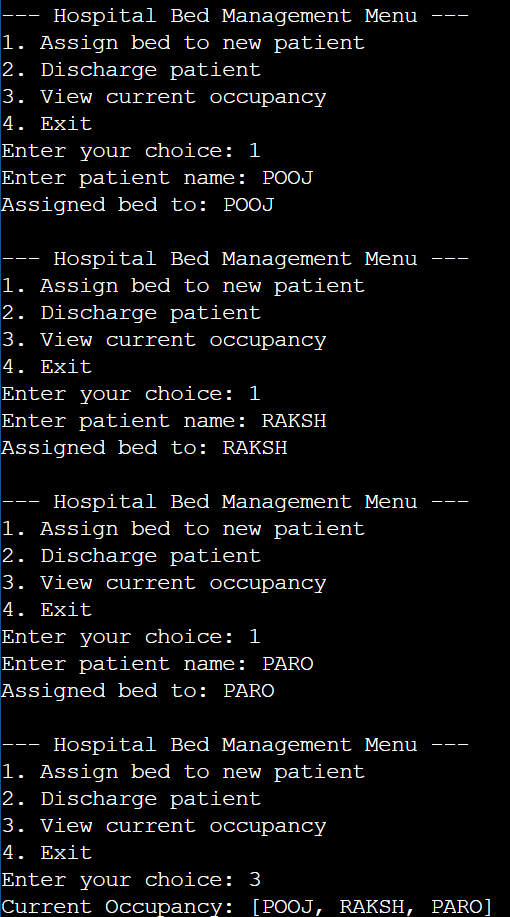 --- Hospital Bed Management Menu ---
1. Assign bed to new patient
2. Discharge patient
3. View current occupancy
4. Exit
Enter your choice: 1
Enter patient name: POOJ
Assigned bed to: POOJ
--- Hospital Bed Management Menu ---
1. Assign bed to new patient
2. Discharge patient
3. View current occupancy
4. Exit
Enter your choice: 1
Enter patient name: RAKSH
Assigned bed to: RAKSH
--- Hospital Bed Management Menu ---
1. Assign bed to new patient
2. Discharge patient
3. View current occupancy
4. Exit
Enter your choice: 1
Enter patient name: PARO
Assigned bed to: PARO
--- Hospital Bed Management Menu ---
1. Assign bed to new patient
2. Discharge patient
3. View current occupancy
4. Exit
Enter your choice: 3
Current Occupancy: [POOJ, RAKSH, PARO]